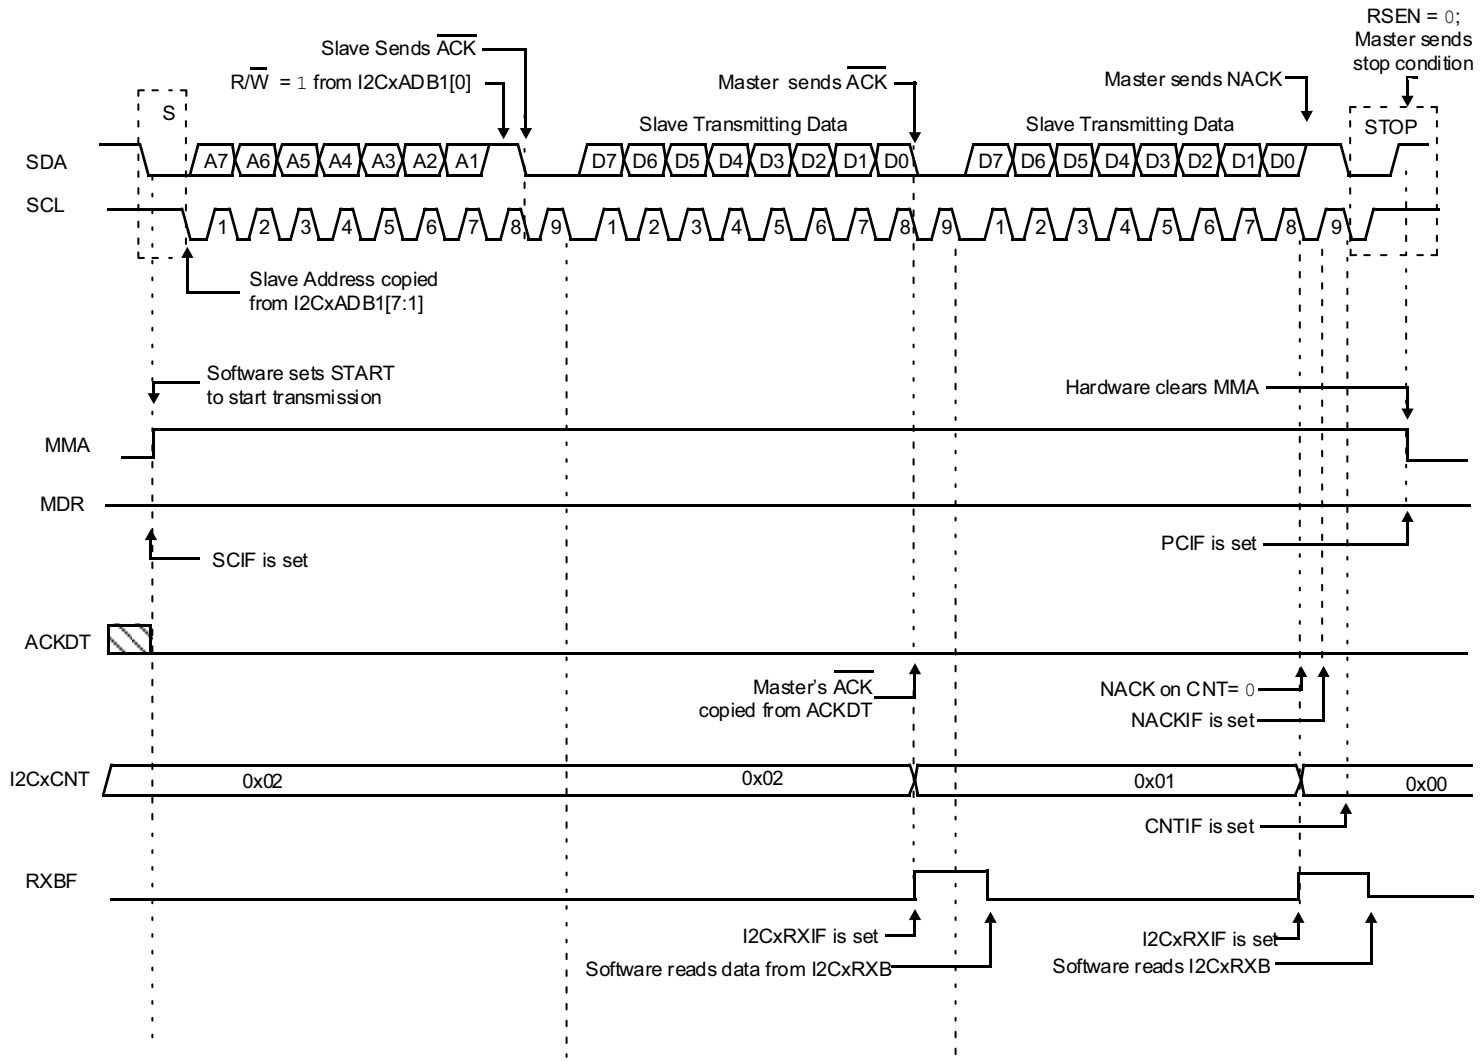 RSEN = 0;
Master sends
stop condition
Slave Sends ACK
R/W = 1 from I2CxADB1[0]
Master sends ACK
Master sends NACK
S
Slave Transmitting Data
Slave Transmitting Data
STOP
SDA
A7 A6 A5 A4 A3 A2 A1
D7 D6 D5 D4 D3 D2 D1 D0
D7 D6 D5 D4 D3 D2 D1 D0
SCL
1 2 3 4 5 6 7 8 9
1 2 3 4 5 6 7 8 9
1 2 3 4 5 6 7 8 9
Slave Address copied
from I2CxADB1[7:1]
Software sets START
to start transmission
Hardware clears MMA
MMA
MDR
SCIF is set
PCIF is set
ACKDT
Master's ACK
copied from ACKDT
NACK on CNT= 0
NACKIF is set
I2CxCNT
0x02
0x02
0x01
0x00
CNTIF is set
RXBF
I2CxRXIF is set
Software reads data from I2CxRXB
I2CxRXIF is set
Software reads I2CxRXB